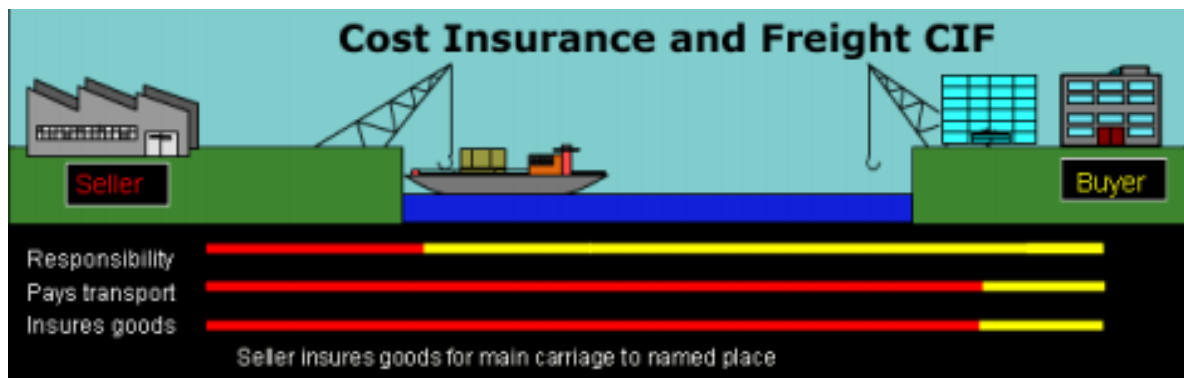 Cost Insurance and Freight CIF
Seller
Buyer
Responsibility
Pays transport
Insures goods
Seller insures goods for main carriage to named place